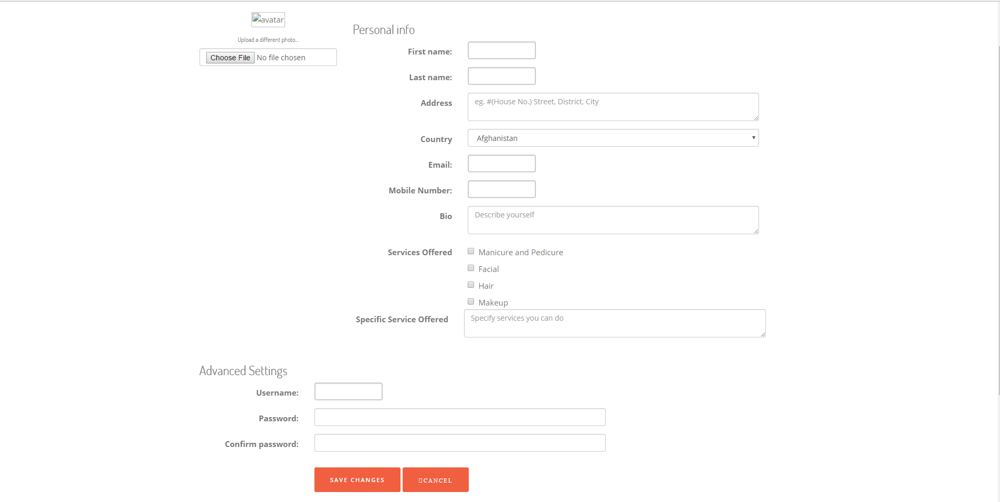 avatar
Upload a different photo...
Choose File No file chosen
Personal info
First name:
Last name:
Address
eg. #(House No.) Street, District, City
Country
Afghanistan
Email:
Mobile Number:
Bio
Describe yourself
Services Offered
Manicure and Pedicure
Facial
Hair
Makeup
Specific Service Offered
Specify services you can do
Advanced Settings
Username:
Password:
Confirm password:
SAVE CHANGES
CANCEL